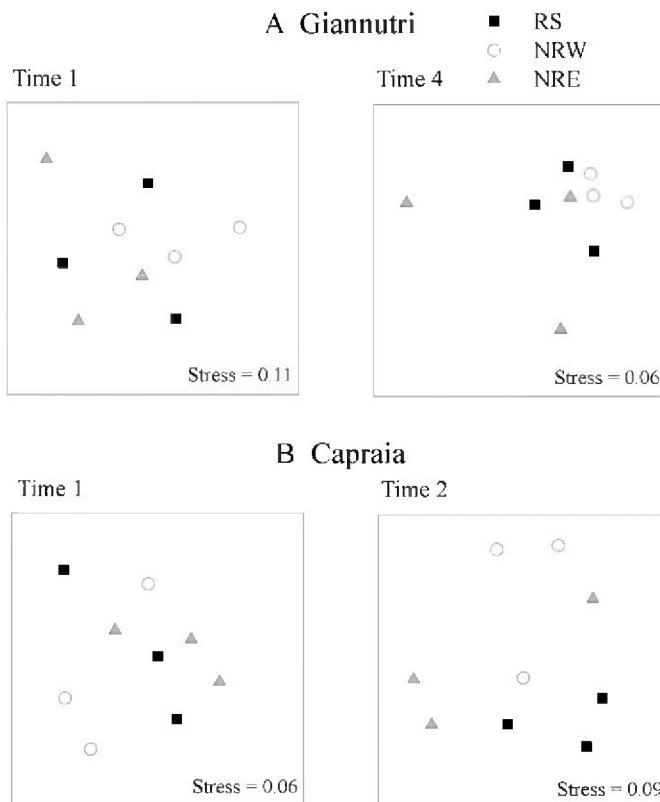 A Giannutri
RS
NRW
NRE
Time 1
Time 4
Stress = 0.11
Stress = 0.06
B Capraia
Time 1
Time 2
Stress = 0.06
Stress = 0.09